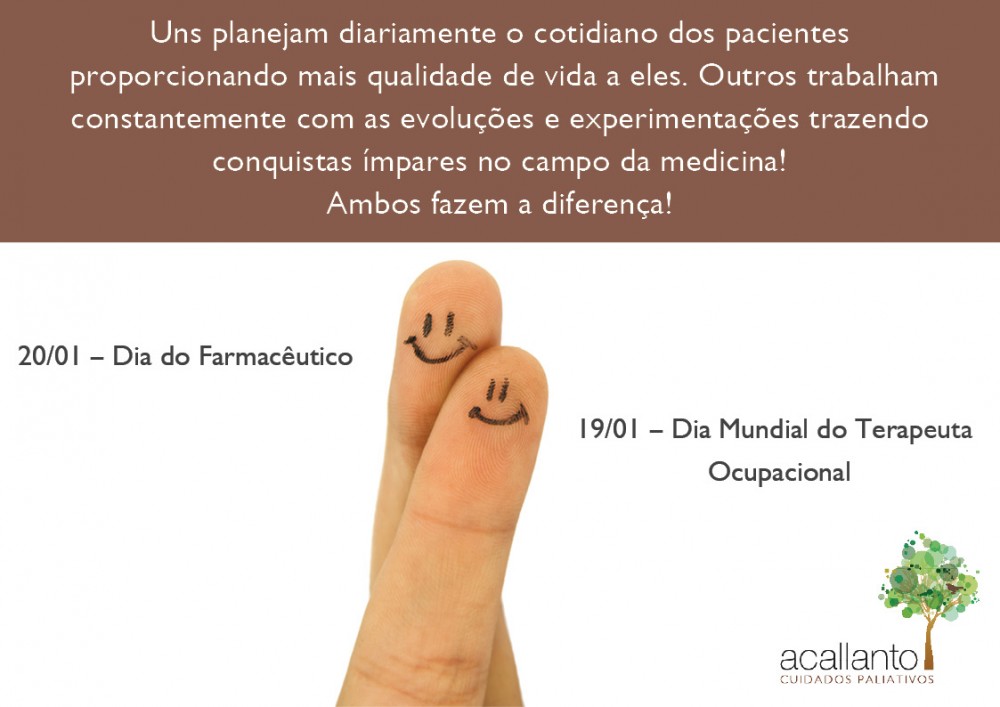 Uns planejam diariamente o cotidiano dos pacientes
proporcionando mais qualidade de vida a eles. Outros trabalham
constantemente com as evoluções e experimentações trazendo
conquistas ímpares no campo da medicina!
Ambos fazem a diferença!
20/01 – Dia do Farmacêutico
19/01 – Dia Mundial do Terapeuta
Ocupacional
acallanto
CUIDADOS PALIATIVOS